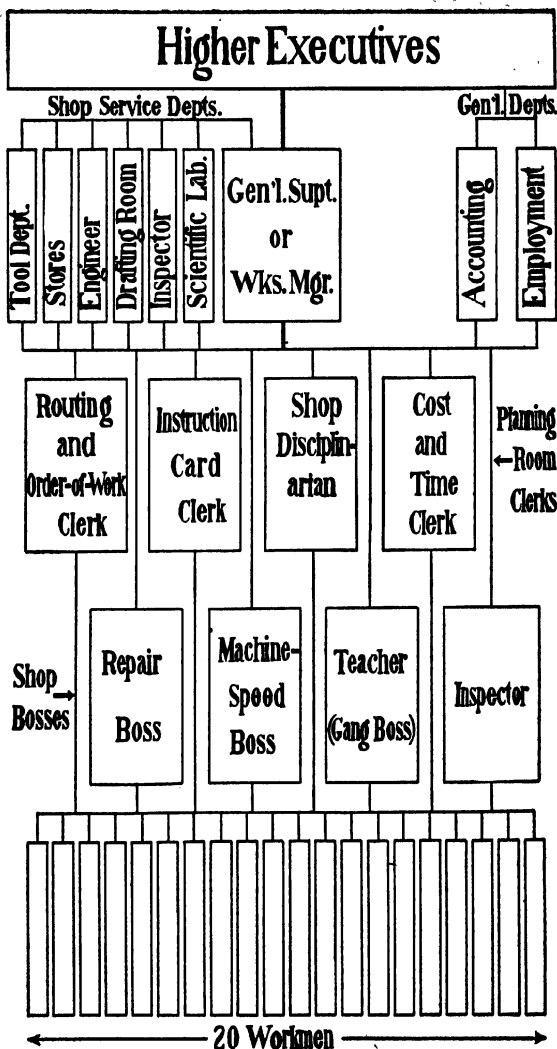 Higher Executives
Shop Service Depts.
Gen'l. Depts.
Tool Dept.
Stores
Engineer
Drafting Room
Inspector
Scientific Lab.
Gen'l. Supt.
or
Wks. Mgr.
Accounting
Employment
Routing
and
Order-of-Work
Clerk
Instruction
Card
Clerk
Shop
Disciplin-
arian
Cost
and
Time
Clerk
Planning
Room
Clerks
Shop
Bosses
Repair
Boss
Machine-
Speed
Boss
Teacher
(Gang Boss)
Inspector
20 Workmen